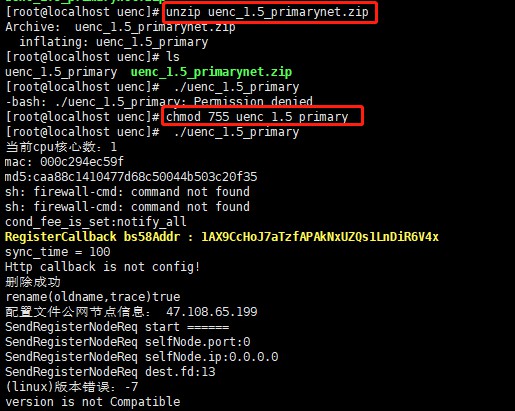 [root@localhost uenc]# unzip uenc_1.5_primarynet.zip
Archive:  uenc_1.5_primarynet.zip
  inflating: uenc_1.5_primary
[root@localhost uenc]# ls
uenc_1.5_primary  uenc_1.5_primarynet.zip
[root@localhost uenc]#  ./uenc_1.5_primary
-bash: ./uenc_1.5_primary: Permission denied
[root@localhost uenc]# chmod 755 uenc_1.5_primary
[root@localhost uenc]#  ./uenc_1.5_primary
当前cpu核心数：1
mac: 000c294ec59f
md5:caa88c1410477d68c50044b503c20f35
sh: firewall-cmd: command not found
sh: firewall-cmd: command not found
cond_fee_is_set:notify_all
RegisterCallback bs58Addr : 1AX9CcHoJ7aTzfAPAkNxUZQs1LnDiR6V4x
sync_time = 100
Http callback is not config!
删除成功
rename(oldname,trace)true
配置文件公网节点信息： 47.108.65.199
SendRegisterNodeReq start ======
SendRegisterNodeReq selfNode.port:0
SendRegisterNodeReq selfNode.ip:0.0.0.0
SendRegisterNodeReq dest.fd:13
(linux)版本错误：-7
version is not Compatible